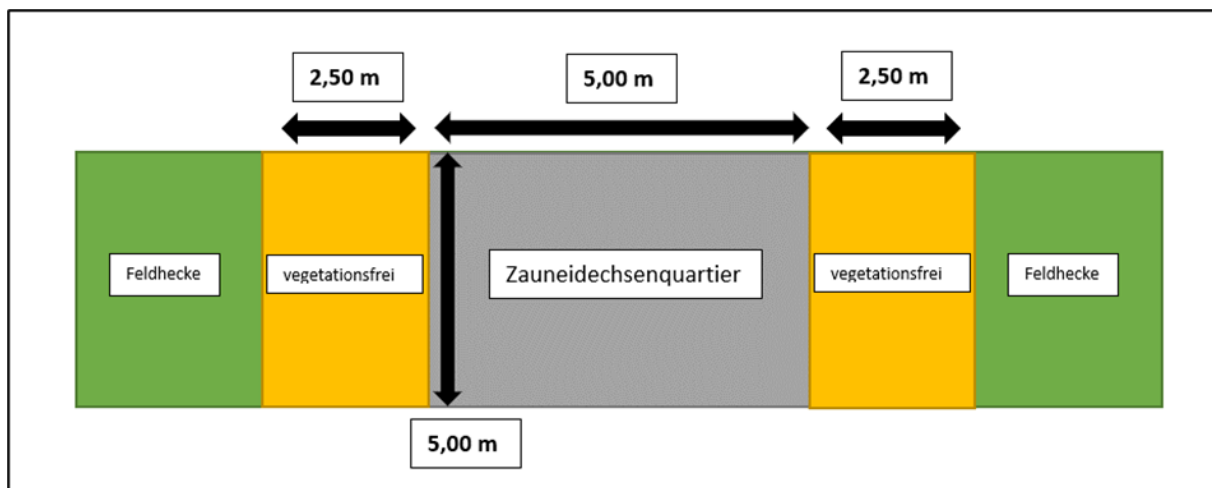 2,50 m
5,00 m
2,50 m
Feldhecke
vegetationsfrei
Zauneidechsenquartier
vegetationsfrei
Feldhecke
5,00 m